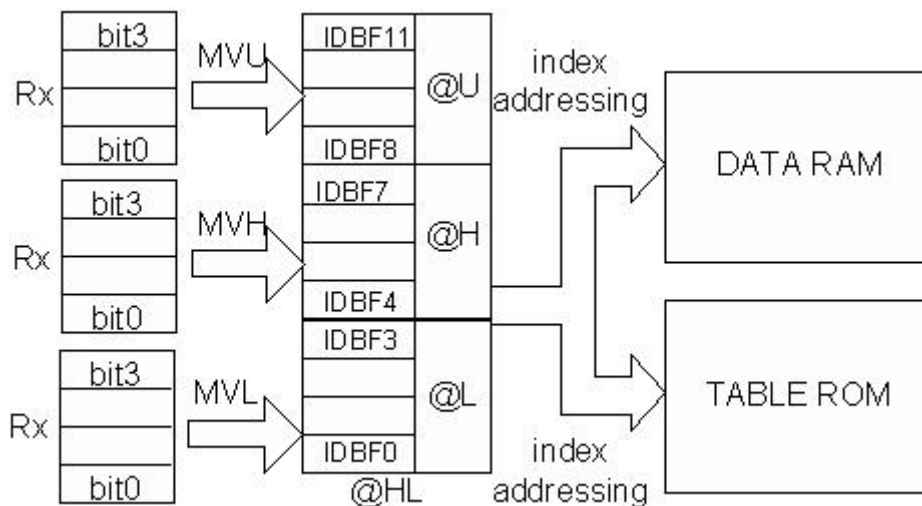 bit3
Rx
bit0
MVU
IDBF11
IDBF8
@U
index
addressing
DATA RAM
bit3
Rx
bit0
MVH
IDBF7
IDBF4
@H
bit3
Rx
bit0
MVL
IDBF3
IDBF0
@L
@HL
index
addressing
TABLE ROM